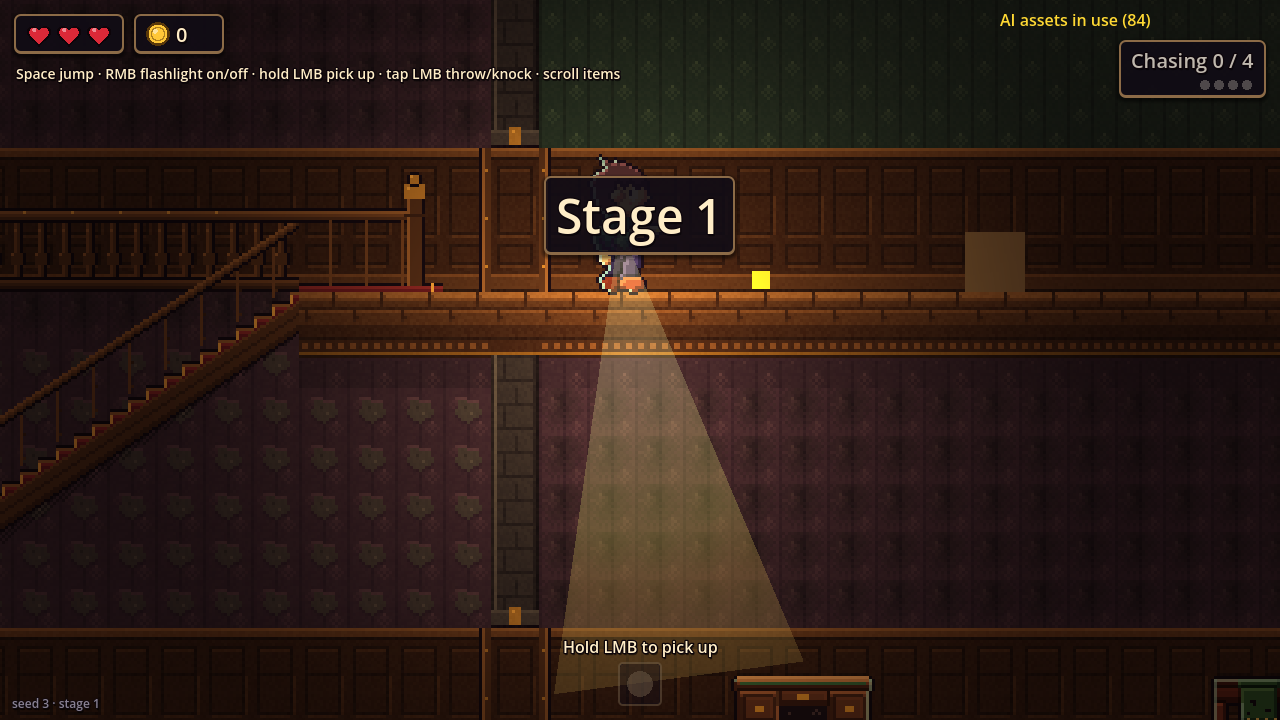 0
AI assets in use (84)
Chasing 0 / 4
Space jump · RMB flashlight on/off · hold LMB pick up · tap LMB throw/knock · scroll items
Stage 1
Hold LMB to pick up
seed 3 · stage 1